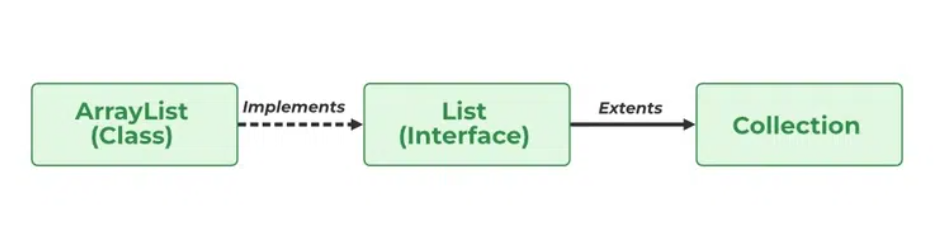 ArrayList
(Class)
Implements
List
(Interface)
Extents
Collection